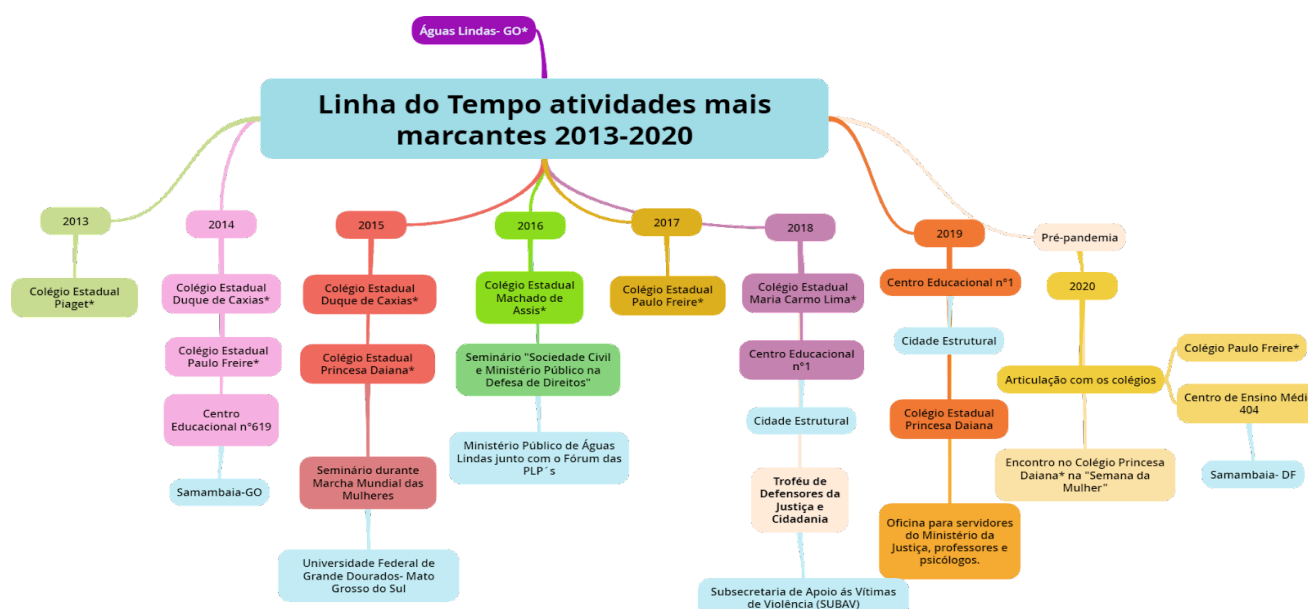 Águas Lindas- GO*
Linha do Tempo atividades mais
marcantes 2013-2020
2013
Colégio Estadual
Piaget*
2014
Colégio Estadual
Duque de Caxias*
Colégio Estadual
Paulo Freire*
Centro
Educacional n°619
Samambaia-GO
2015
Colégio Estadual
Duque de Caxias*
Colégio Estadual
Princesa Daiana*
Seminário durante
Marcha Mundial das
Mulheres
Universidade Federal de
Grande Dourados- Mato
Grosso do Sul
2016
Colégio Estadual
Machado de
Assis*
Seminário "Sociedade Civil
e Ministério Público na
Defesa de Direitos"
Ministério Público de Águas
Lindas junto com o Fórum das
PLP´s
2017
Colégio Estadual
Paulo Freire*
2018
Colégio Estadual
Maria Carmo Lima*
Centro Educacional
n°1
Cidade Estrutural
Troféu de
Defensores da
Justiça e
Cidadania
Subsecretaria de Apoio ás Vítimas
de Violência (SUBAV)
2019
Centro Educacional n°1
Cidade Estrutural
Colégio Estadual
Princesa Daiana
Oficina para servidores
do Ministério da
Justiça, professores e
psicólogos.
Pré-pandemia
2020
Articulação com os colégios
Colégio Paulo Freire*
Centro de Ensino Médi
404
Samambaia- DF
Encontro no Colégio Princesa
Daiana* na "Semana da
Mulher"